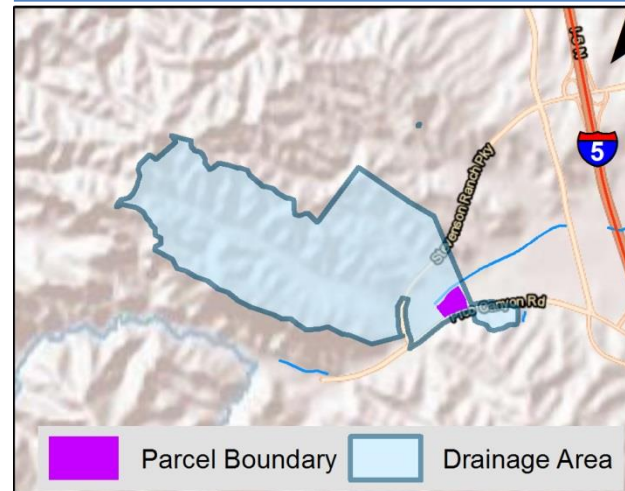 5
Stevenson Ranch Pky
Pico Canyon Rd
Parcel Boundary
Drainage Area